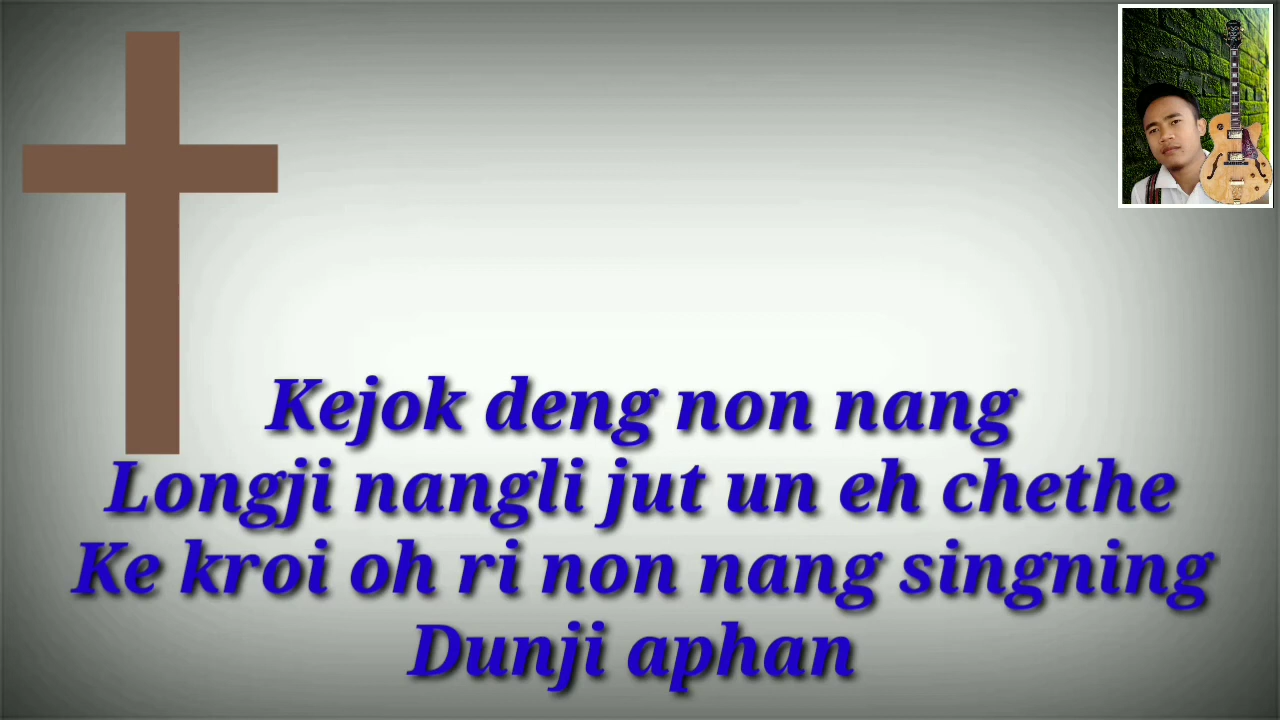 Kejok deng non nang
Longji nangli jut un eh chethe
Ke kroi oh ri non nang singning
Dunji aphan